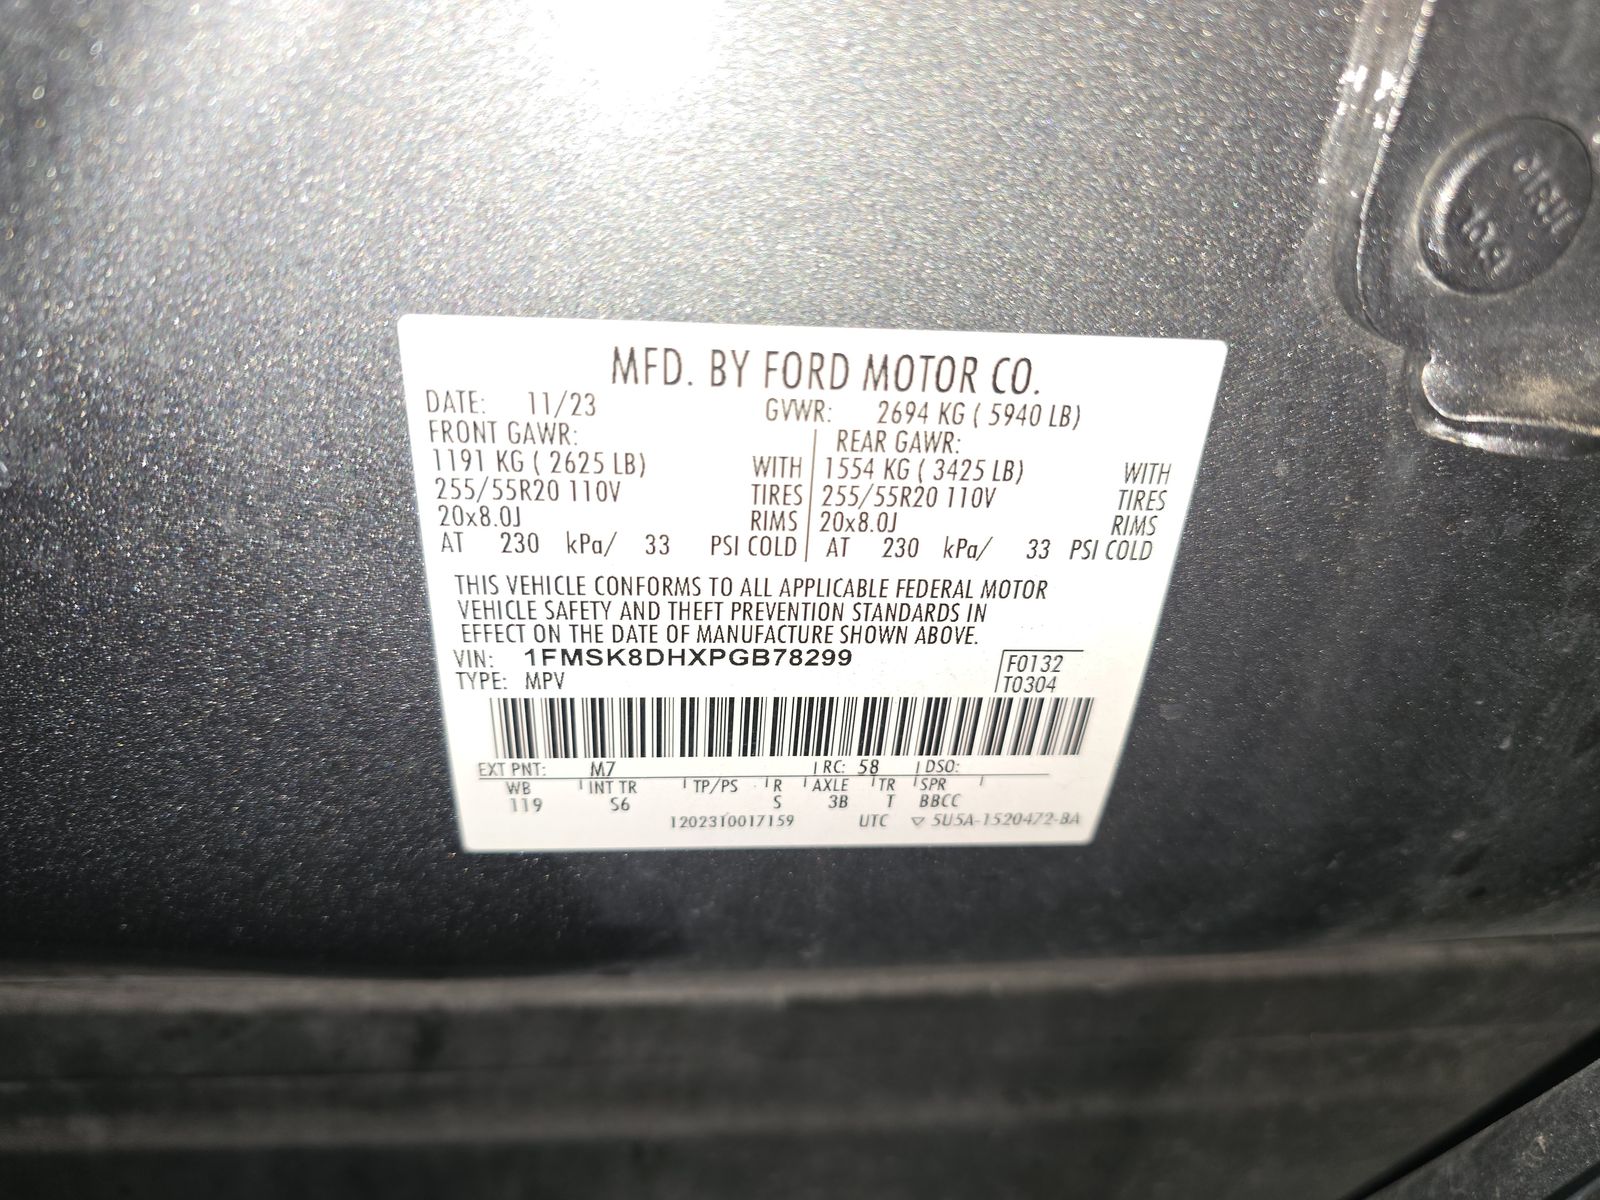 MFD. BY FORD MOTOR CO.
DATE: 11/23 GVWR: 2694 KG ( 5940 LB)
FRONT GAWR: REAR GAWR:
1191 KG ( 2625 LB) WITH 1554 KG ( 3425 LB) WITH
255/55R20 110V TIRES 255/55R20 110V TIRES
20x8.0J RIMS 20x8.0J RIMS
AT 230 kPa/ 33 PSI COLD AT 230 kPa/ 33 PSI COLD
THIS VEHICLE CONFORMS TO ALL APPLICABLE FEDERAL MOTOR
VEHICLE SAFETY AND THEFT PREVENTION STANDARDS IN
EFFECT ON THE DATE OF MANUFACTURE SHOWN ABOVE.
VIN: 1FMSK8DHXPGB78299 F0132
TYPE: MPV T0304
EXT PNT: M7 RC: 58 DSO:
WB INT TR TP/PS R AXLE TR SPR
119 S6 S 3B T BBCC
1202310017159 UTC ▽ 5U5A-1520472-BA